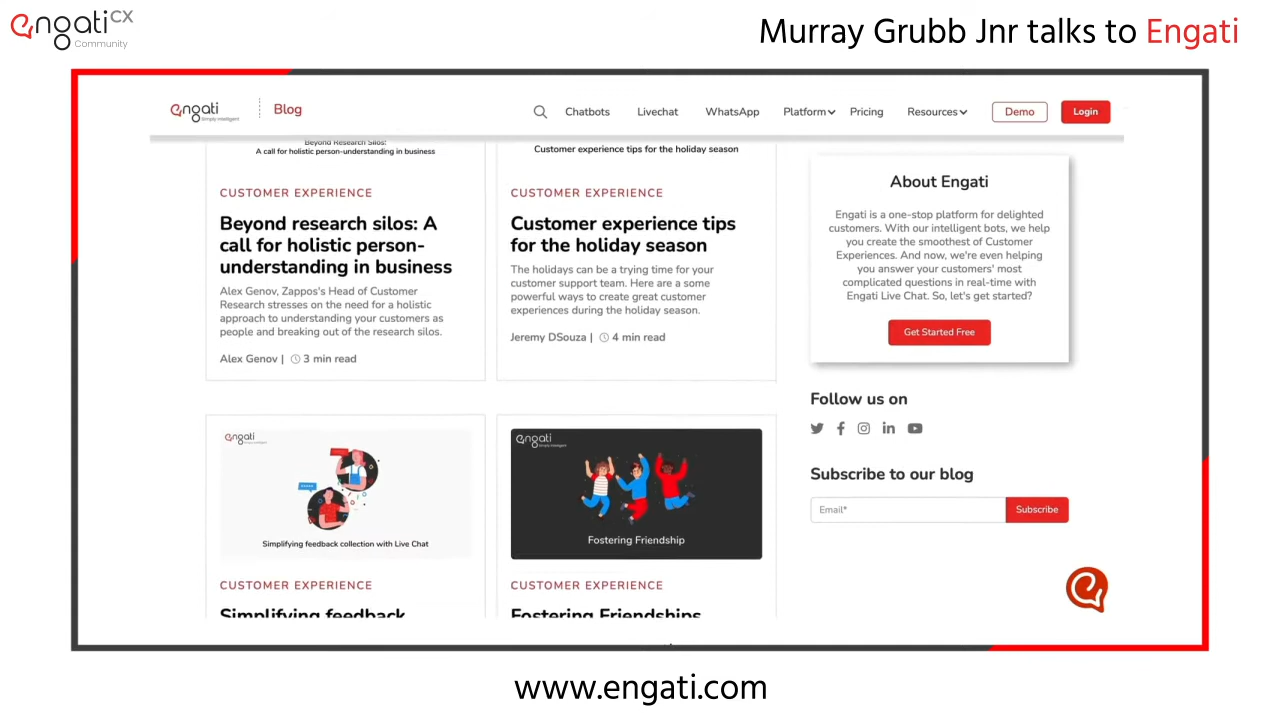 engati CX
Community
Murray Grubb Jnr talks to Engati
engati
Simply Intelligent
Blog
Chatbots
Livechat
WhatsApp
Platform
Pricing
Resources
Demo
Login
Beyond Research Silos:
A call for holistic person-understanding in business
CUSTOMER EXPERIENCE
Beyond research silos: A
call for holistic person-
understanding in business
Alex Genov, Zappos's Head of Customer
Research stresses on the need for a holistic
approach to understanding your customers as
people and breaking out of the research silos.
Alex Genov |
3 min read
Customer experience tips for the holiday season
CUSTOMER EXPERIENCE
Customer experience tips
for the holiday season
The holidays can be a trying time for your
customer support team. Here are a some
powerful ways to create great customer
experiences during the holiday season.
Jeremy DSouza |
4 min read
engati
Simplifying feedback collection with Live Chat
CUSTOMER EXPERIENCE
Simplifying feedback
engati
Simply Intelligent
Fostering Friendship
CUSTOMER EXPERIENCE
Fostering Friendships
About Engati
Engati is a one-stop platform for delighted
customers. With our intelligent bots, we help
you create the smoothest of Customer
Experiences. And now, we're even helping
you answer your customers' most
complicated questions in real-time with
Engati Live Chat. So, let's get started?
Get Started Free
Follow us on
Subscribe to our blog
Email*
Subscribe
www.engati.com